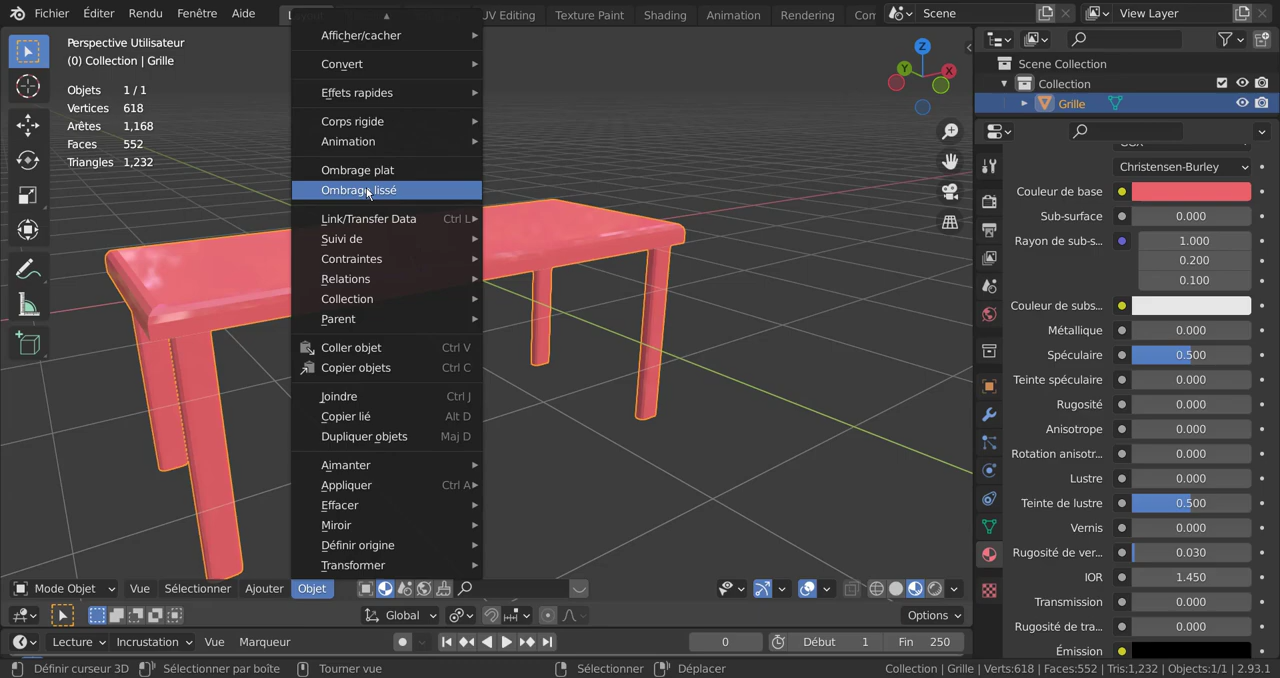 Fichier Éditer Rendu Fenêtre Aide
UV Editing Texture Paint Shading Animation Rendering Scene View Layer
Perspective Utilisateur
(0) Collection | Grille
Objets 1 / 1
Vertices 618
Arêtes 1,168
Faces 552
Triangles 1,232
Afficher/cacher
Convert
Effets rapides
Corps rigide
Animation
Ombrage plat
Ombrage lissé
Link/Transfer Data Ctrl L
Suivi de
Contraintes
Relations
Collection
Parent
Coller objet Ctrl V
Copier objets Ctrl C
Joindre Ctrl J
Copier lié Alt D
Dupliquer objets Maj D
Aimanter
Appliquer Ctrl A
Effacer
Miroir
Définir origine
Transformer
Z
Y
X
Scene Collection
Collection
Grille
Christensen-Burley
Couleur de base
Sub-surface 0.000
Rayon de sub-s... 1.000
0.200
0.100
Couleur de subs...
Métallique 0.000
Spéculaire 0.500
Teinte spéculaire 0.000
Rugosité 0.000
Anisotrope 0.000
Rotation anisotr... 0.000
Lustre 0.000
Teinte de lustre 0.500
Vernis 0.000
Rugosité de ver... 0.030
IOR 1.450
Transmission 0.000
Rugosité de tra... 0.000
Émission
Mode Objet Vue Sélectionner Ajouter Objet
Global Options
Lecture Incrustation Vue Marqueur 0 Début 1 Fin 250
Définir curseur 3D Sélectionner par boîte Tourner vue Sélectionner Déplacer Collection | Grille | Verts:618 | Faces:552 | Tris:1,232 | Objects:1/1 | 2.93.1